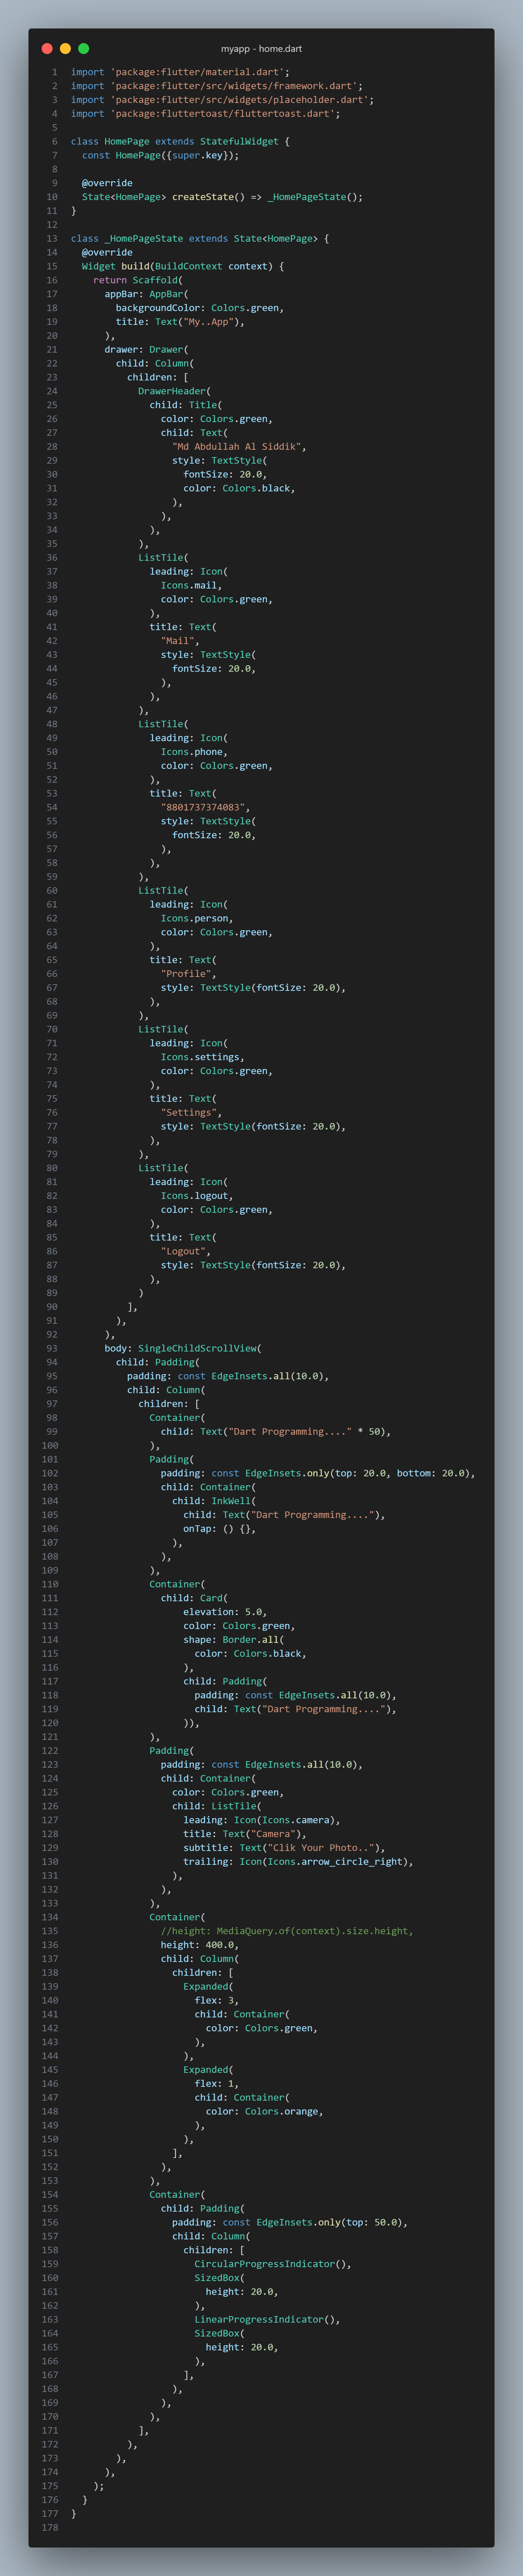 myapp - home.dart
1 import 'package:flutter/material.dart';
2 import 'package:flutter/src/widgets/framework.dart';
3 import 'package:flutter/src/widgets/placeholder.dart';
4 import 'package:fluttertoast/fluttertoast.dart';
5
6 class HomePage extends StatefulWidget {
7   const HomePage({super.key});
8
9   @override
10   State<HomePage> createState() => _HomePageState();
11 }
12
13 class _HomePageState extends State<HomePage> {
14   @override
15   Widget build(BuildContext context) {
16     return Scaffold(
17       appBar: AppBar(
18         backgroundColor: Colors.green,
19         title: Text("My..App"),
20       ),
21       drawer: Drawer(
22         child: Column(
23           children: [
24             DrawerHeader(
25               child: Title(
26                 color: Colors.green,
27                 child: Text(
28                   "Md Abdullah Al Siddik",
29                   style: TextStyle(
30                     fontSize: 20.0,
31                     color: Colors.black,
32                   ),
33                 ),
34               ),
35             ),
36             ListTile(
37               leading: Icon(
38                 Icons.mail,
39                 color: Colors.green,
40               ),
41               title: Text(
42                 "Mail",
43                 style: TextStyle(
44                   fontSize: 20.0,
45                 ),
46               ),
47             ),
48             ListTile(
49               leading: Icon(
50                 Icons.phone,
51                 color: Colors.green,
52               ),
53               title: Text(
54                 "8801737374083",
55                 style: TextStyle(
56                   fontSize: 20.0,
57                 ),
58               ),
59             ),
60             ListTile(
61               leading: Icon(
62                 Icons.person,
63                 color: Colors.green,
64               ),
65               title: Text(
66                 "Profile",
67                 style: TextStyle(fontSize: 20.0),
68               ),
69             ),
70             ListTile(
71               leading: Icon(
72                 Icons.settings,
73                 color: Colors.green,
74               ),
75               title: Text(
76                 "Settings",
77                 style: TextStyle(fontSize: 20.0),
78               ),
79             ),
80             ListTile(
81               leading: Icon(
82                 Icons.logout,
83                 color: Colors.green,
84               ),
85               title: Text(
86                 "Logout",
87                 style: TextStyle(fontSize: 20.0),
88               ),
89             )
90           ],
91         ),
92       ),
93       body: SingleChildScrollView(
94         child: Padding(
95           padding: const EdgeInsets.all(10.0),
96           child: Column(
97             children: [
98               Container(
99                 child: Text("Dart Programming...." * 50),
100               ),
101               Padding(
102                 padding: const EdgeInsets.only(top: 20.0, bottom: 20.0),
103                 child: Container(
104                   child: InkWell(
105                     child: Text("Dart Programming...."),
106                     onTap: () {},
107                   ),
108                 ),
109               ),
110               Container(
111                 child: Card(
112                     elevation: 5.0,
113                     color: Colors.green,
114                     shape: Border.all(
115                       color: Colors.black,
116                     ),
117                     child: Padding(
118                       padding: const EdgeInsets.all(10.0),
119                       child: Text("Dart Programming...."),
120                     )),
121               ),
122               Padding(
123                 padding: const EdgeInsets.all(10.0),
124                 child: Container(
125                   color: Colors.green,
126                   child: ListTile(
127                     leading: Icon(Icons.camera),
128                     title: Text("Camera"),
129                     subtitle: Text("Clik Your Photo.."),
130                     trailing: Icon(Icons.arrow_circle_right),
131                   ),
132                 ),
133               ),
134               Container(
135                 //height: MediaQuery.of(context).size.height,
136                 height: 400.0,
137                 child: Column(
138                   children: [
139                     Expanded(
140                       flex: 3,
141                       child: Container(
142                         color: Colors.green,
143                       ),
144                     ),
145                     Expanded(
146                       flex: 1,
147                       child: Container(
148                         color: Colors.orange,
149                       ),
150                     ),
151                   ],
152                 ),
153               ),
154               Container(
155                 child: Padding(
156                   padding: const EdgeInsets.only(top: 50.0),
157                   child: Column(
158                     children: [
159                       CircularProgressIndicator(),
160                       SizedBox(
161                         height: 20.0,
162                       ),
163                       LinearProgressIndicator(),
164                       SizedBox(
165                         height: 20.0,
166                       ),
167                     ],
168                   ),
169                 ),
170               ),
171             ],
172           ),
173         ),
174       ),
175     );
176   }
177 }
178